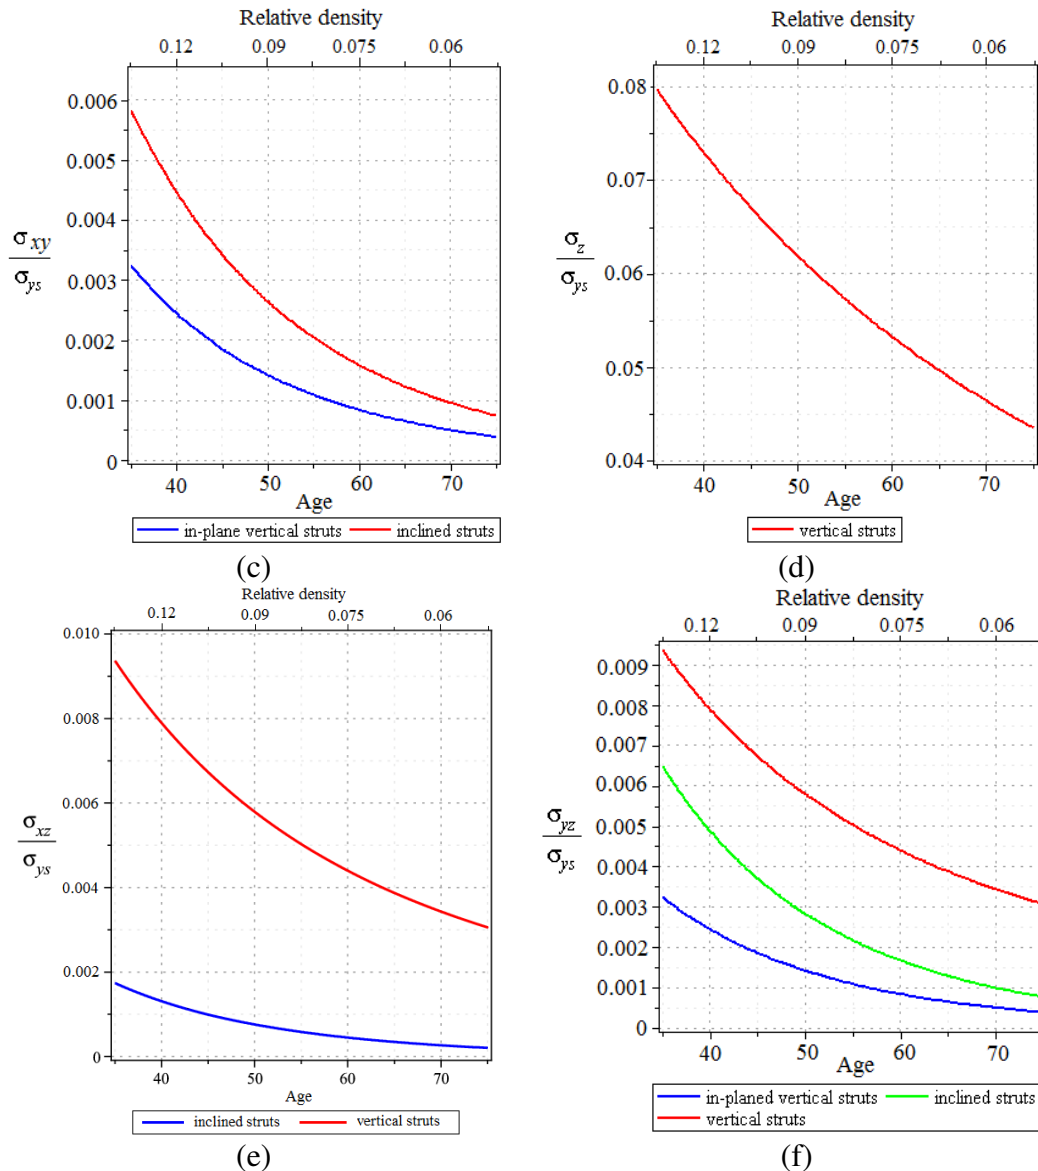 Relative density
0.12 0.09 0.075 0.06
0.006
0.005
0.004
σxy
σys
0.003
0.002
0.001
0
40 50 60 70
Age
in-plane vertical struts inclined struts
(c)
Relative density
0.12 0.09 0.075 0.06
0.08
0.07
σz
σys
0.06
0.05
0.04
40 50 60 70
Age
vertical struts
(d)
Relative density
0.12 0.09 0.075 0.06
0.010
0.008
0.006
σxz
σys
0.004
0.002
0
40 50 60 70
Age
inclined struts vertical struts
(e)
Relative density
0.12 0.09 0.075 0.06
0.009
0.008
0.007
0.006
0.005
σyz
σys
0.004
0.003
0.002
0.001
0
40 50 60 70
Age
in-planed vertical struts inclined struts
vertical struts
(f)